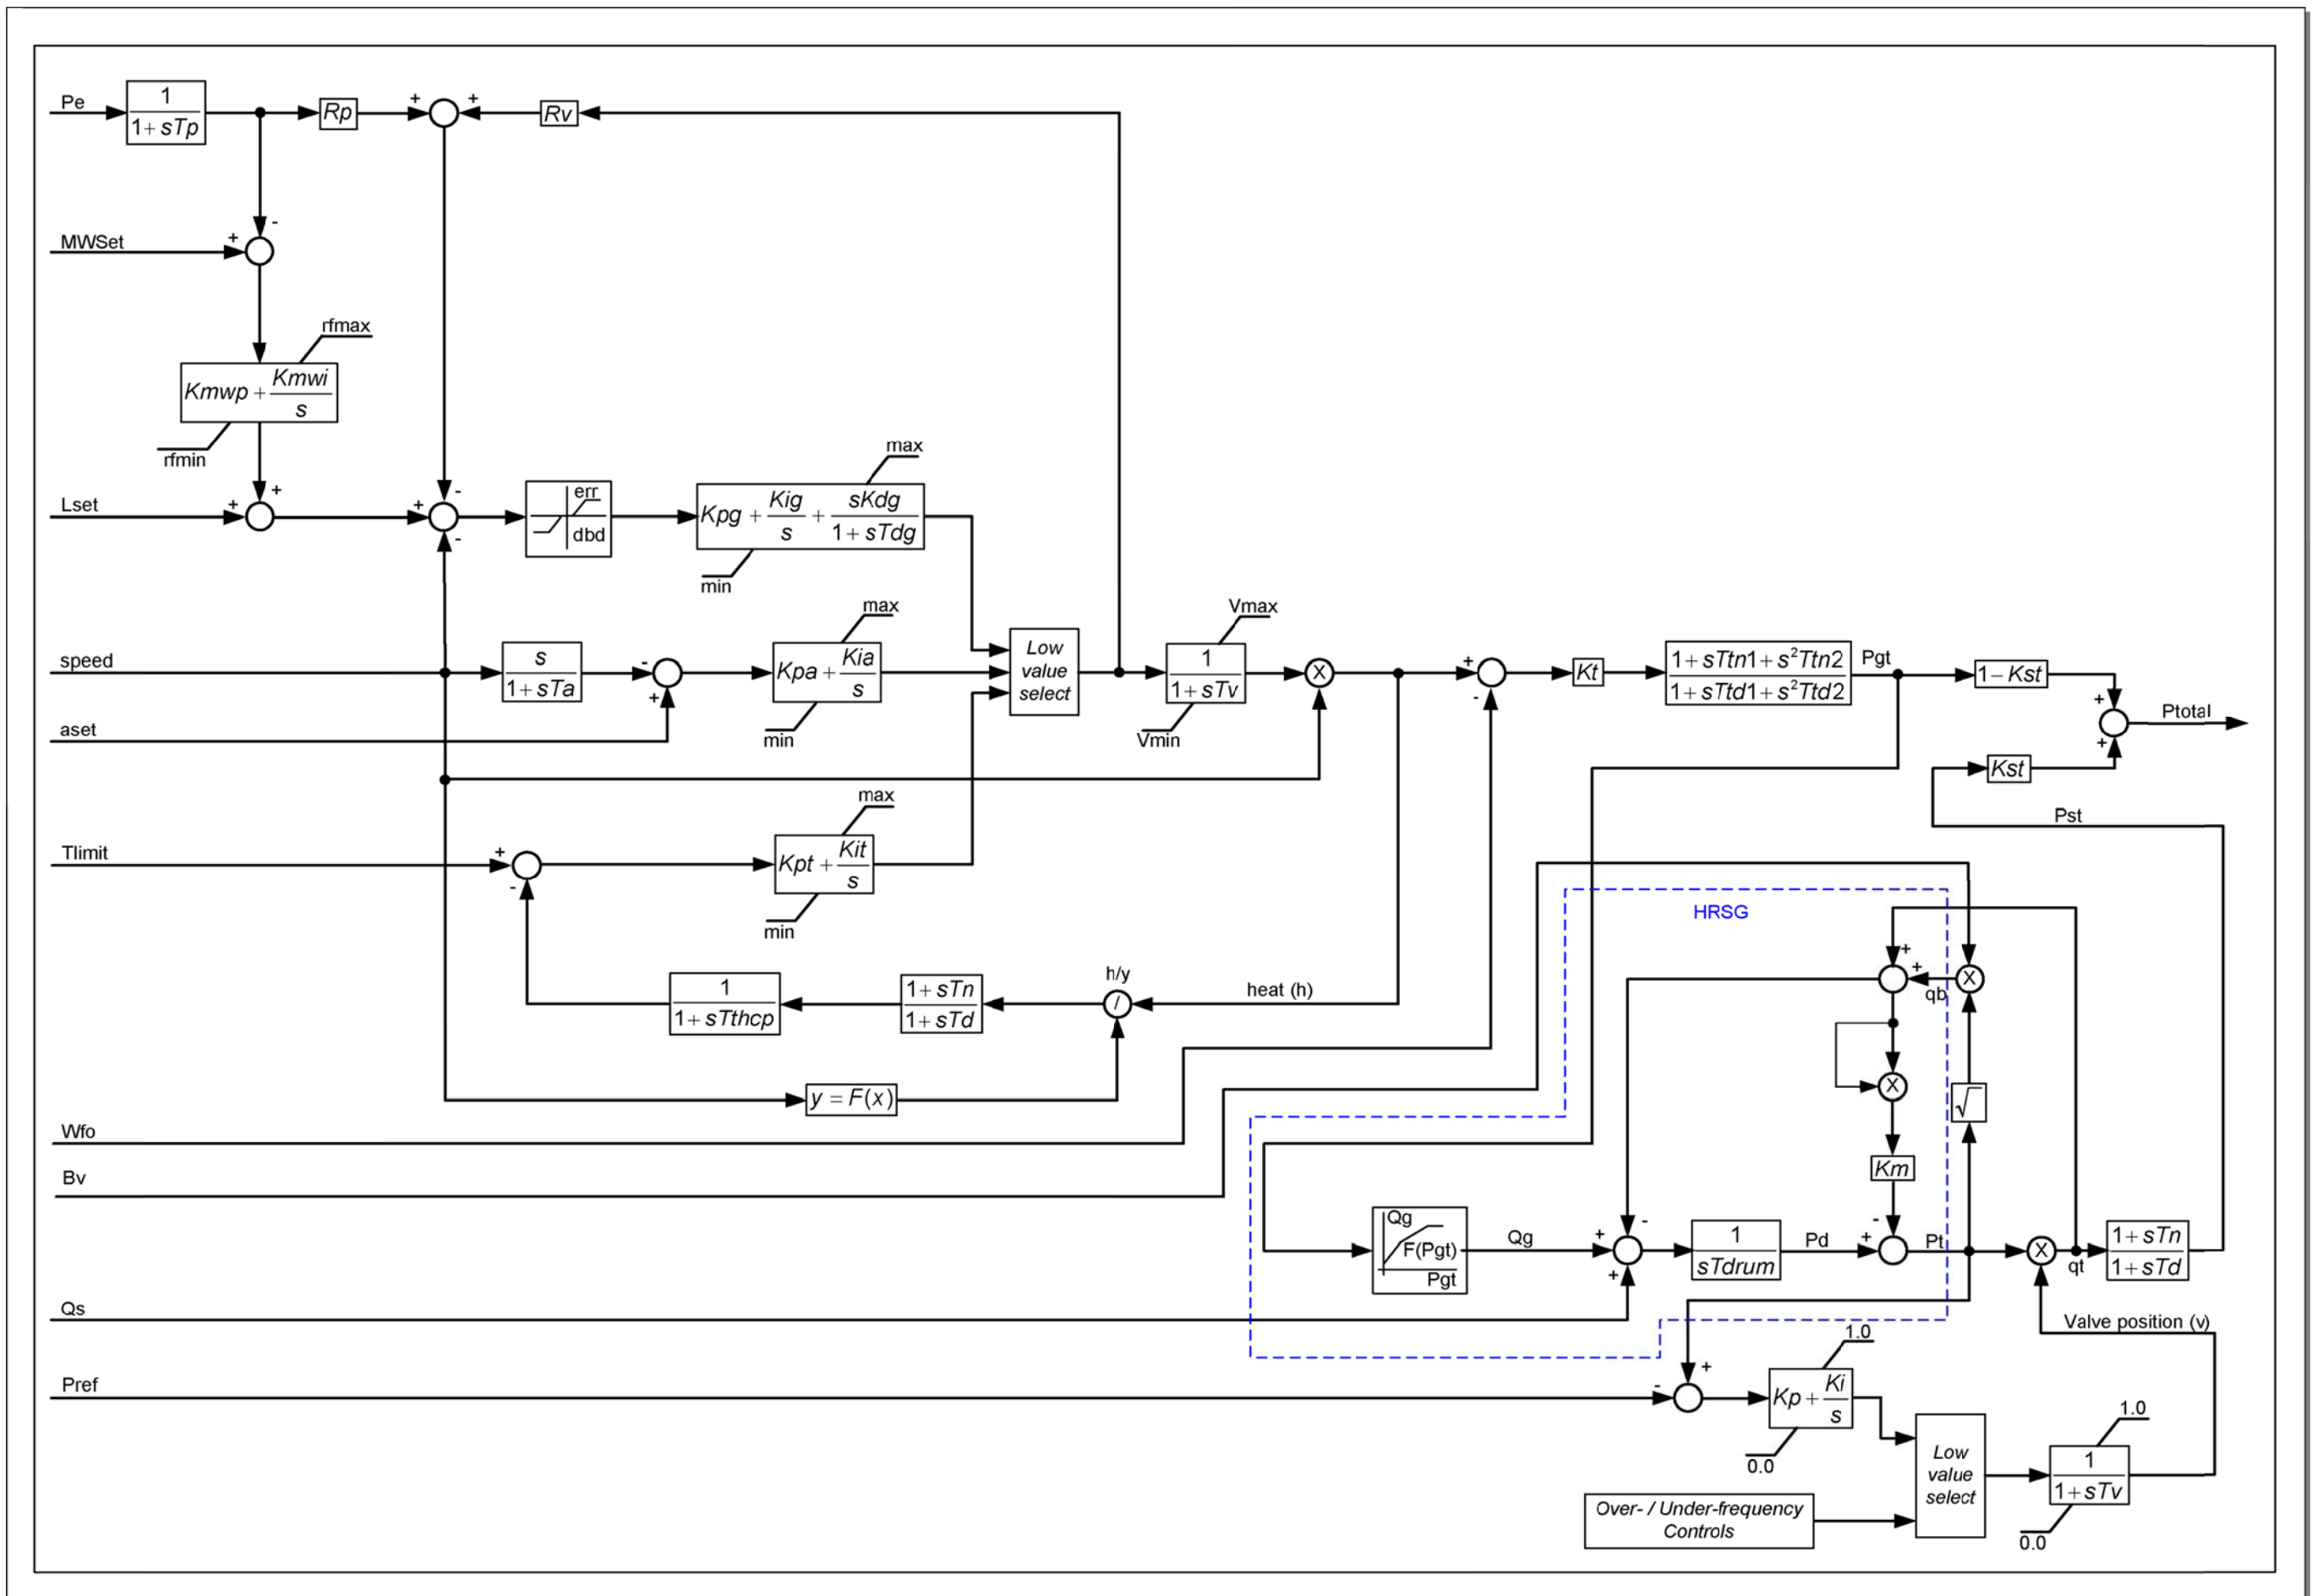 Pe
1
1+sTp
Rp
+
+
Rv
-
MWSet
+
rfmax
Kmwp + Kmwi
s
rfmin
max
Lset
+
+
+
-
-
err
dbd
Kpg + Kig/s + sKdg/1+sTdg
min
speed
s
1+sTa
-
+
max
Kpa + Kia
s
min
aset
Low
value
select
Vmax
1
1+sTv
Vmin
X
+
-
Kt
1+sTtn1+s²Ttn2
1+sTtd1+s²Ttd2
Pgt
1−Kst
+
+
Ptotal
Kst
Pst
Tlimit
+
-
max
Kpt + Kit
s
min
HRSG
h/y
1
1+sTthcp
1+sTn
1+sTd
/
heat (h)
+
+
qb
X
X
√
y = F(x)
Wfo
Bv
Km
Qg
F(Pgt)
Pgt
Qg
+
-
+
1
sTdrum
Pd
+
-
Pt
X
qt
1+sTn
1+sTd
Qs
Valve position (v)
Pref
-
+
1.0
Kp + Ki
s
0.0
Low
value
select
1.0
1
1+sTv
0.0
Over- / Under-frequency
Controls